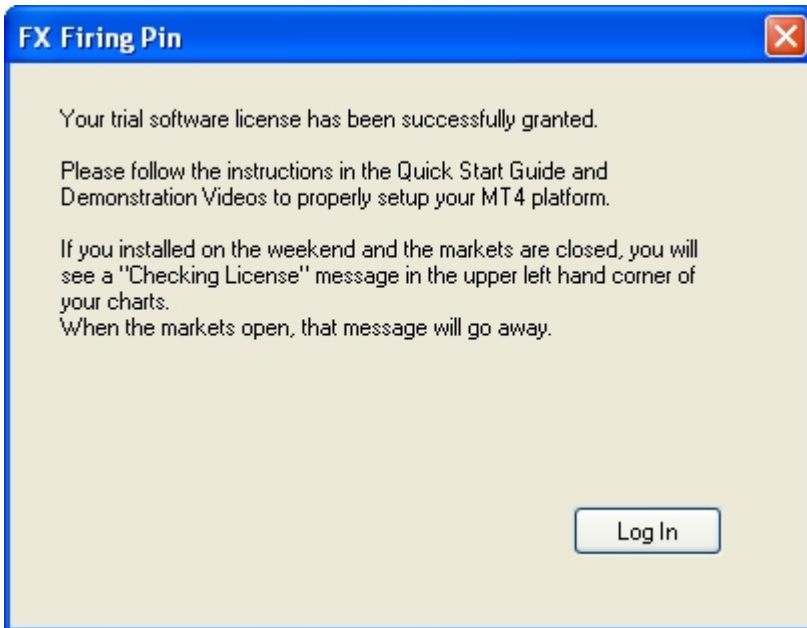 FX Firing Pin
Your trial software license has been successfully granted.
Please follow the instructions in the Quick Start Guide and
Demonstration Videos to properly setup your MT4 platform.
If you installed on the weekend and the markets are closed, you will
see a "Checking License" message in the upper left hand corner of
your charts.
When the markets open, that message will go away.
Log In